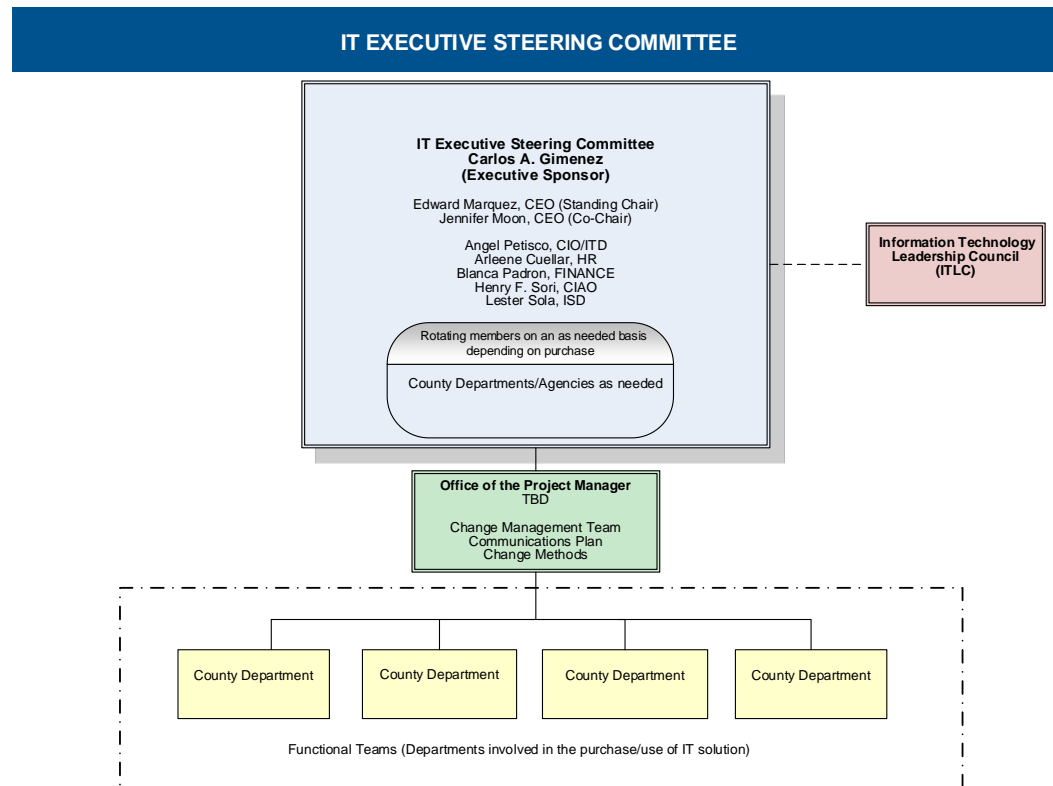 IT EXECUTIVE STEERING COMMITTEE
IT Executive Steering Committee
Carlos A. Gimenez
(Executive Sponsor)
Edward Marquez, CEO (Standing Chair)
Jennifer Moon, CEO (Co-Chair)
Angel Petisco, CIO/ITD
Arleene Cuellar, HR
Blanca Padron, FINANCE
Henry F. Sori, CIAO
Lester Sola, ISD
Rotating members on an as needed basis
depending on purchase
County Departments/Agencies as needed
Information Technology
Leadership Council
(ITLC)
Office of the Project Manager
TBD
Change Management Team
Communications Plan
Change Methods
County Department
County Department
County Department
County Department
Functional Teams (Departments involved in the purchase/use of IT solution)